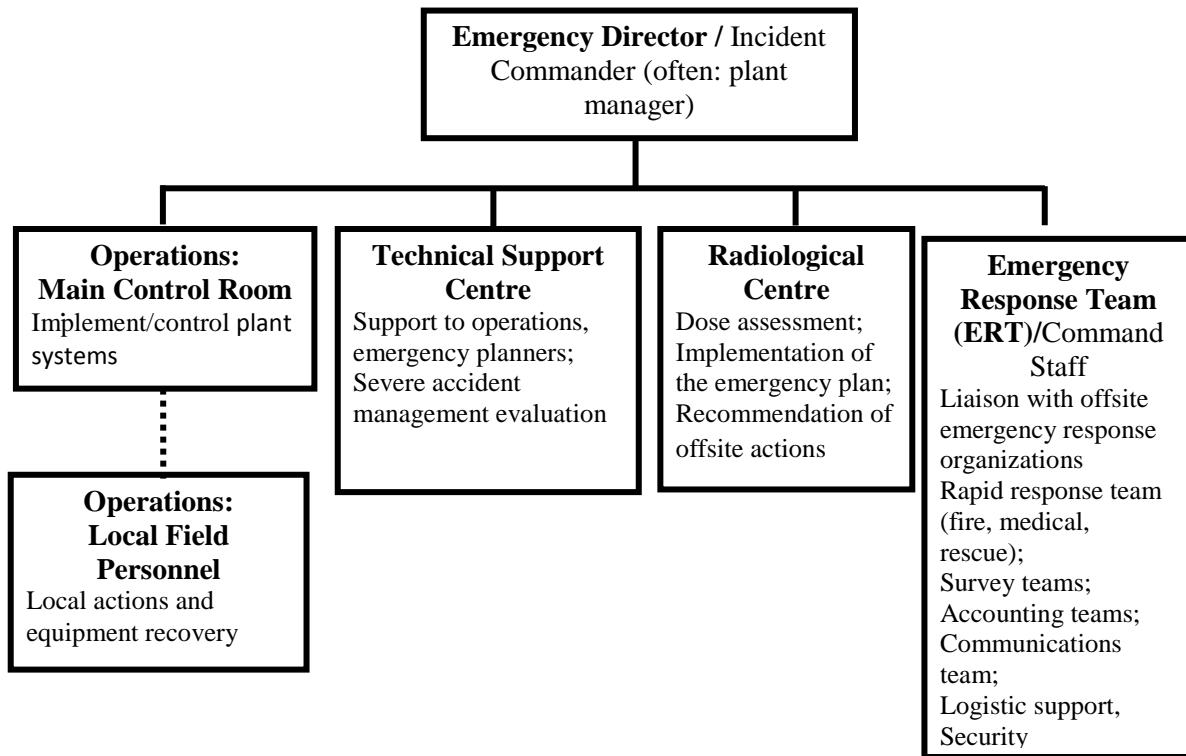 Emergency Director / Incident
Commander (often: plant
manager)
Operations:
Main Control Room
Implement/control plant
systems
Operations:
Local Field
Personnel
Local actions and
equipment recovery
Technical Support
Centre
Support to operations,
emergency planners;
Severe accident
management evaluation
Radiological
Centre
Dose assessment;
Implementation of
the emergency plan;
Recommendation of
offsite actions
Emergency
Response Team
(ERT)/Command
Staff
Liaison with offsite
emergency response
organizations
Rapid response team
(fire, medical,
rescue);
Survey teams;
Accounting teams;
Communications
team;
Logistic support,
Security